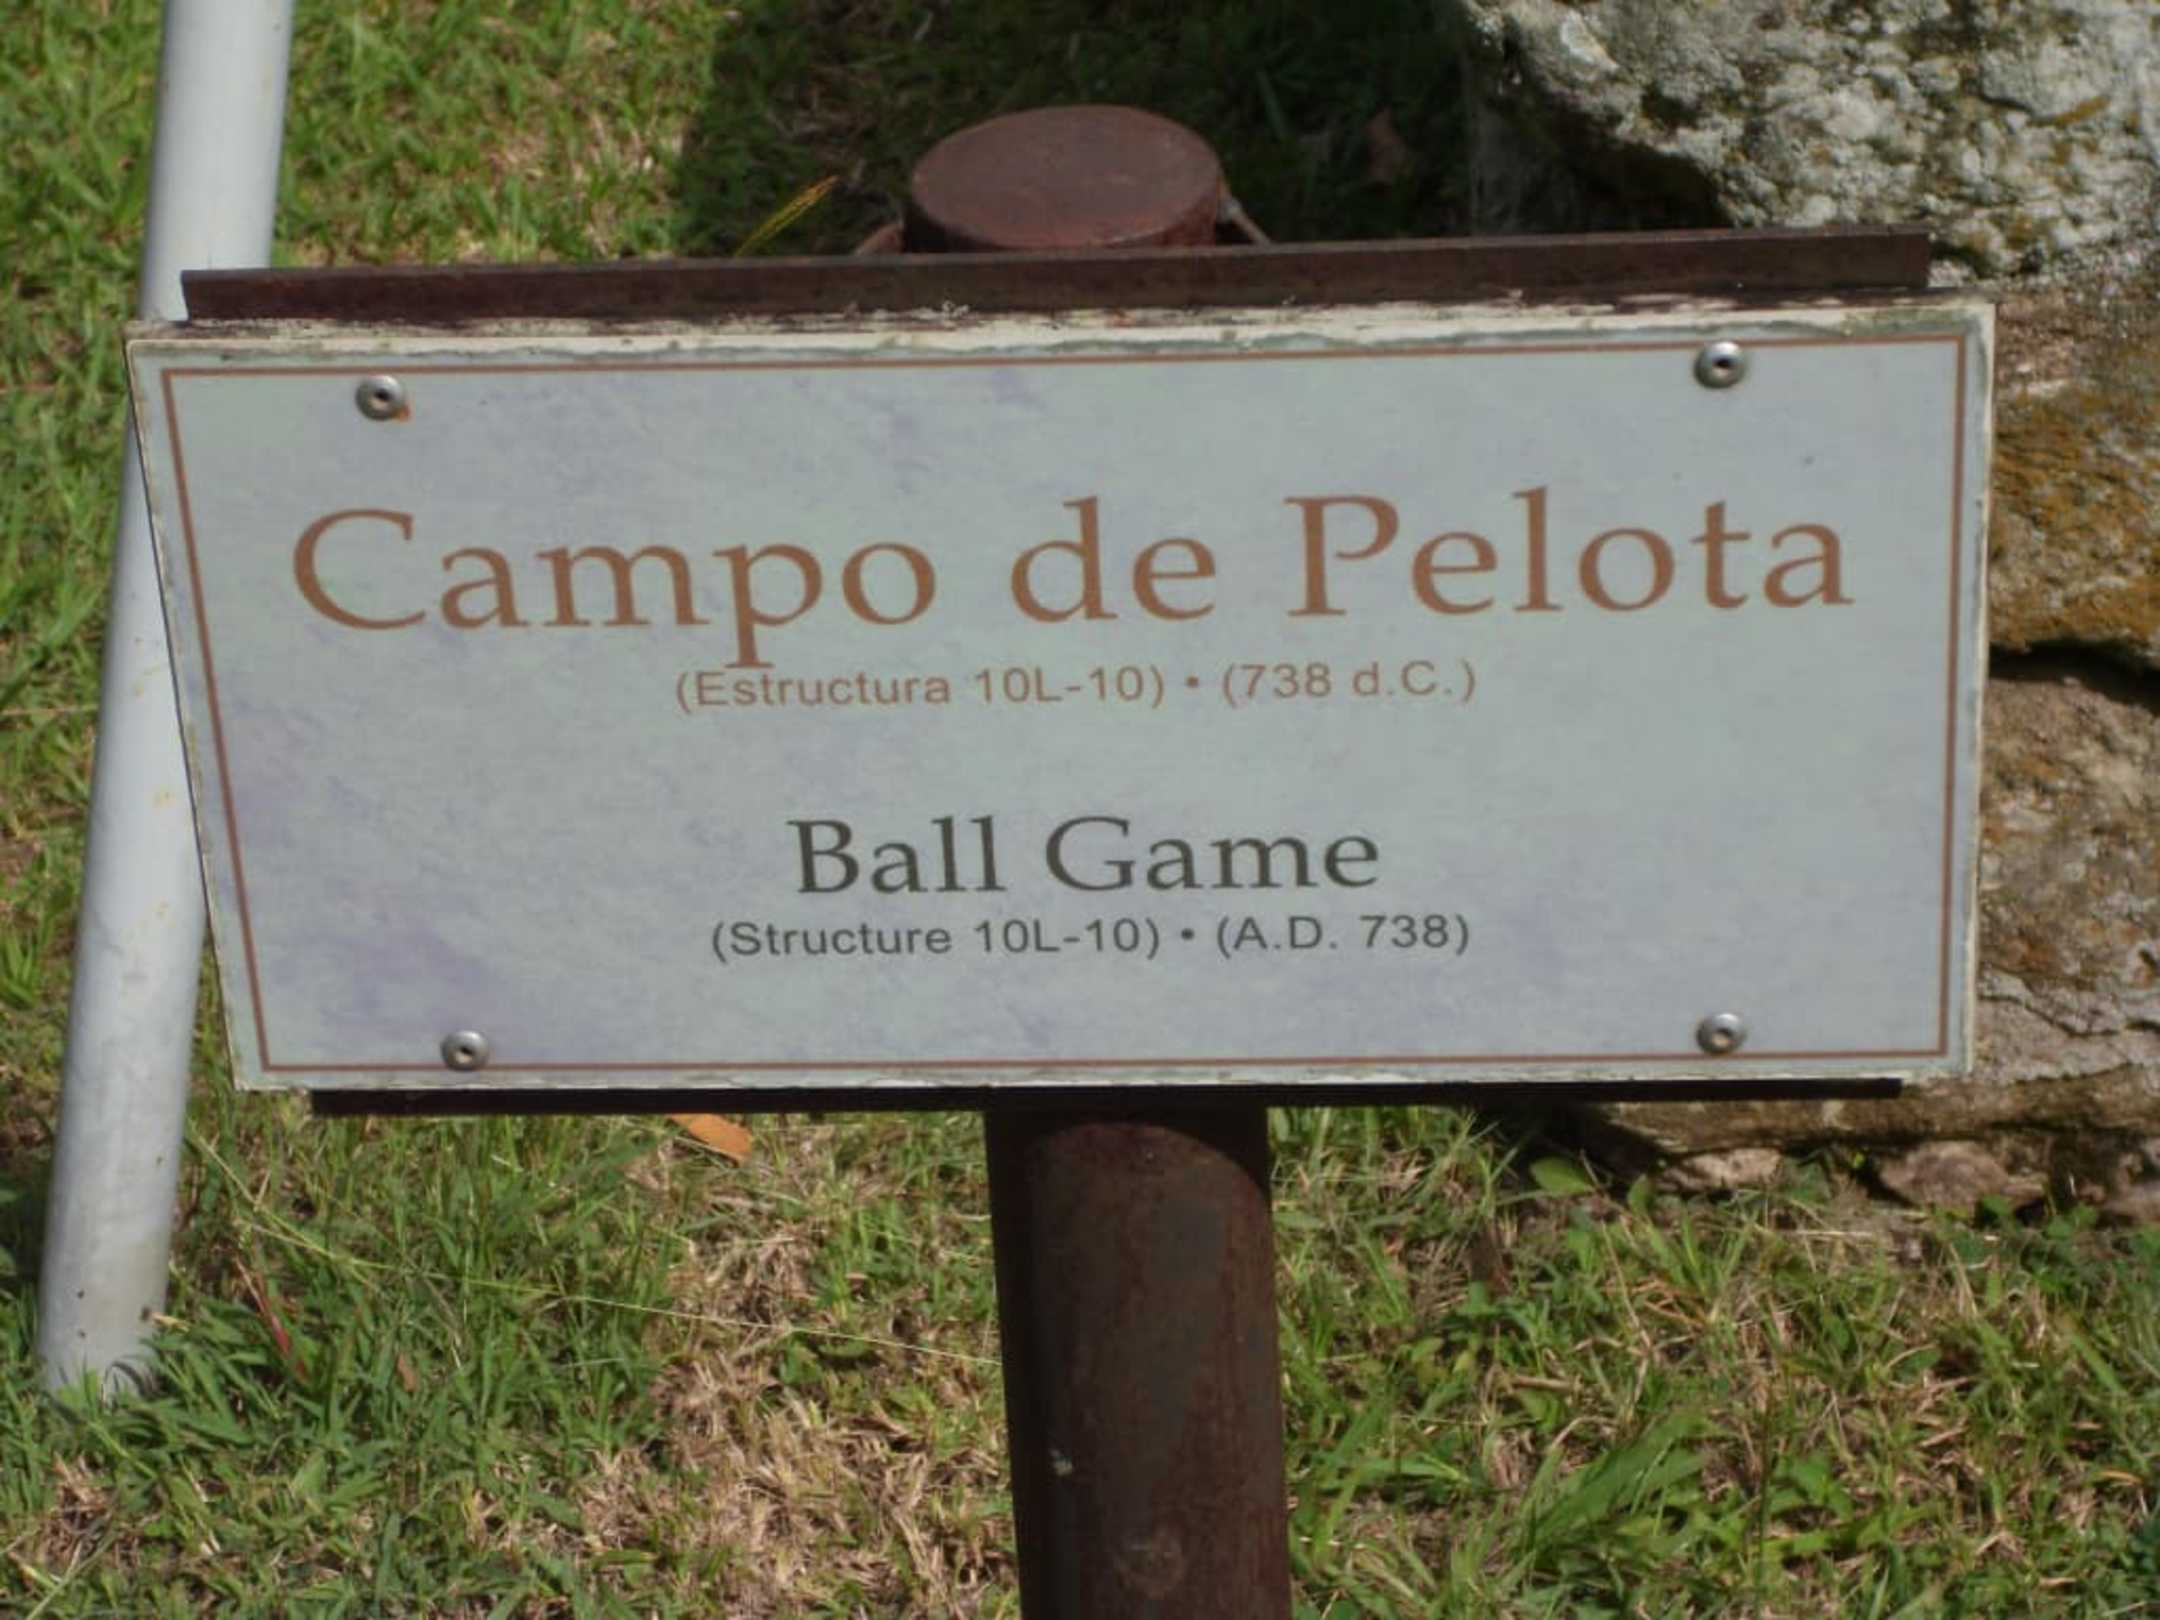 Campo de Pelota
(Estructura 10L-10) • (738 d.C.)
Ball Game
(Structure 10L-10) • (A.D. 738)